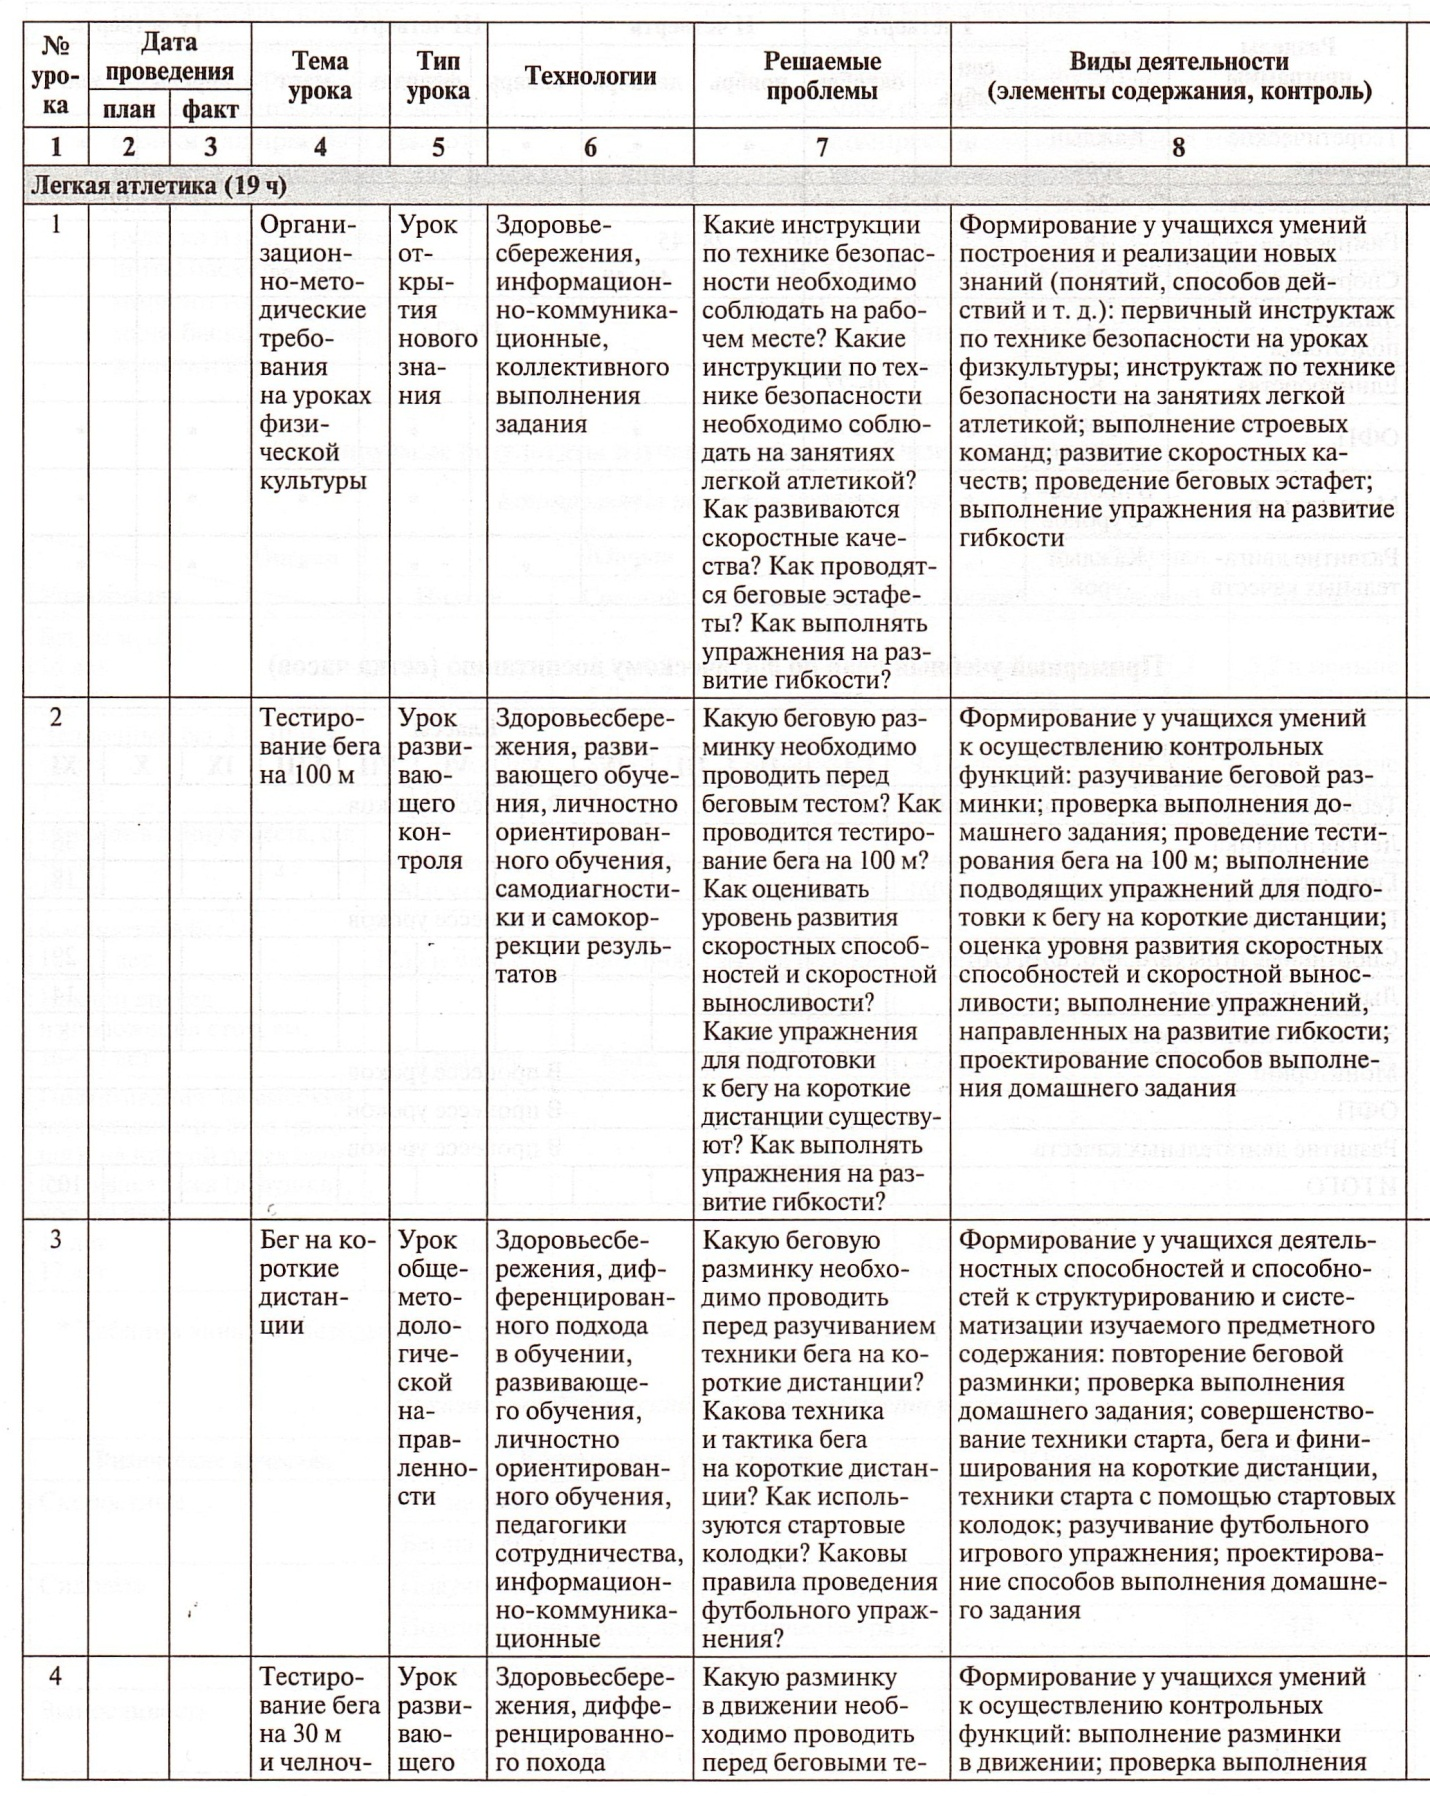 № уро-ка
Дата проведения
план
факт
Тема урока
Тип урока
Технологии
Решаемые проблемы
Виды деятельности (элементы содержания, контроль)
1 2 3 4 5 6 7 8
Легкая атлетика (19 ч)
1
Органи-
зацион-
но-мето-
дические
требо-
вания
на уроках
физи-
ческой
культуры
Урок
от-
кры-
тия
нового
зна-
ния
Здоровье-
сбережения,
информацион-
но-коммуника-
ционные,
коллективного
выполнения
задания
Какие инструкции
по технике безопас-
ности необходимо
соблюдать на рабо-
чем месте? Какие
инструкции по тех-
нике безопасности
необходимо соблю-
дать на занятиях
легкой атлетикой?
Как развиваются
скоростные каче-
ства? Как проводят-
ся беговые эстафе-
ты? Как выполнять
упражнения на раз-
витие гибкости?
Формирование у учащихся умений
построения и реализации новых
знаний (понятий, способов дей-
ствий и т. д.): первичный инструктаж
по технике безопасности на уроках
физкультуры; инструктаж по технике
безопасности на занятиях легкой
атлетикой; выполнение строевых
команд; развитие скоростных ка-
честв; проведение беговых эстафет;
выполнение упражнения на развитие
гибкости
2
Тестиро-
вание бега
на 100 м
Урок
разви-
ваю-
щего
кон-
троля
Здоровьесбере-
жения, разви-
вающего обуче-
ния, личностно
ориентирован-
ного обучения,
самодиагности-
ки и самокор-
рекции резуль-
татов
Какую беговую раз-
минку необходимо
проводить перед
беговым тестом? Как
проводится тестиро-
вание бега на 100 м?
Как оценивать
уровень развития
скоростных способ-
ностей и скоростной
выносливости?
Какие упражнения
для подготовки
к бегу на короткие
дистанции существу-
ют? Как выполнять
упражнения на раз-
витие гибкости?
Формирование у учащихся умений
к осуществлению контрольных
функций: разучивание беговой раз-
минки; проверка выполнения до-
машнего задания; проведение тести-
рования бега на 100 м; выполнение
подводящих упражнений для подго-
товки к бегу на короткие дистанции;
оценка уровня развития скоростных
способностей и скоростной вынос-
ливости; выполнение упражнений,
направленных на развитие гибкости;
проектирование способов выполне-
ния домашнего задания
3
Бег на ко-
роткие
дистан-
ции
Урок
обще-
мето-
доло-
гиче-
ской
на-
прав-
ленно-
сти
Здоровьесбе-
режения, диф-
ференцирован-
ного подхода
в обучении,
развивающе-
го обучения,
личностно
ориентирован-
ного обучения,
педагогики
сотрудничества,
информацион-
но-коммуника-
ционные
Какую беговую
разминку необхо-
димо проводить
перед разучиванием
техники бега на ко-
роткие дистанции?
Какова техника
и тактика бега
на короткие дистан-
ции? Как исполь-
зуются стартовые
колодки? Каковы
правила проведения
футбольного упраж-
нения?
Формирование у учащихся деятель-
ностных способностей и способно-
стей к структурированию и систе-
матизации изучаемого предметного
содержания: повторение беговой
разминки; проверка выполнения
домашнего задания; совершенство-
вание техники старта, бега и фини-
ширования на короткие дистанции,
техники старта с помощью стартовых
колодок; разучивание футбольного
игрового упражнения; проектирова-
ние способов выполнения домашне-
го задания
4
Тестиро-
вание бега
на 30 м
и челноч-
Урок
разви-
ваю-
щего
Здоровьесбере-
жения, диффе-
ренцированно-
го похода
Какую разминку
в движении необ-
ходимо проводить
перед беговыми те-
Формирование у учащихся умений
к осуществлению контрольных
функций: выполнение разминки
в движении; проверка выполнения